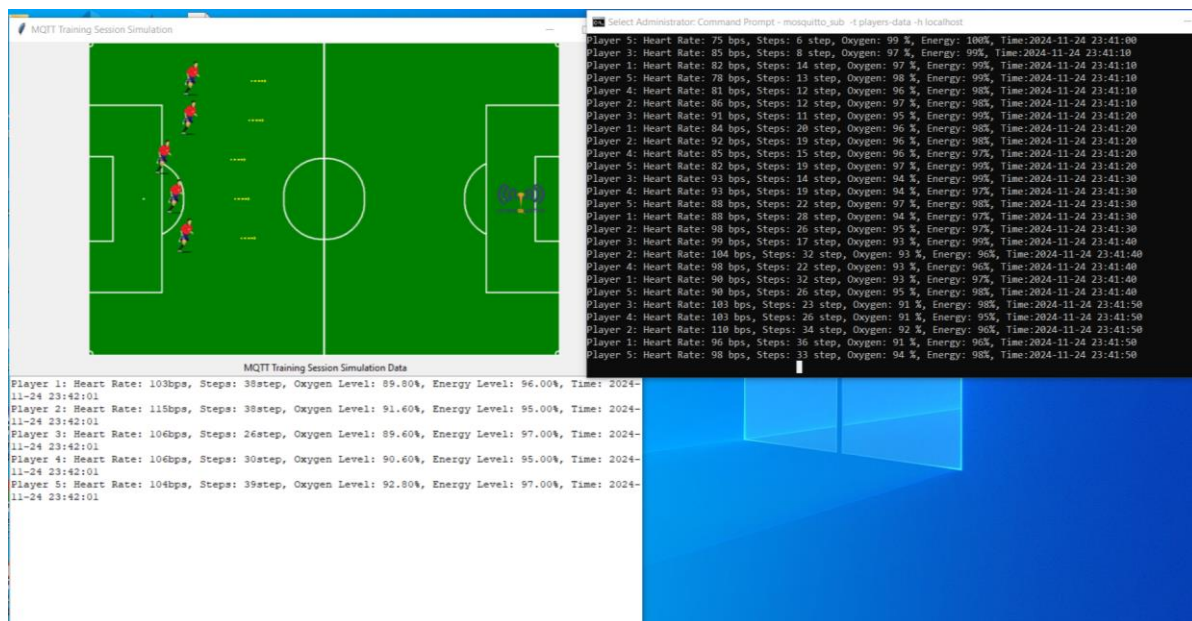 MQTT Training Session Simulation
MQTT Training Session Simulation Data
Player 1: Heart Rate: 103bps, Steps: 38step, Oxygen Level: 89.80%, Energy Level: 96.00%, Time: 2024-
11-24 23:42:01
Player 2: Heart Rate: 115bps, Steps: 38step, Oxygen Level: 91.60%, Energy Level: 95.00%, Time: 2024-
11-24 23:42:01
Player 3: Heart Rate: 106bps, Steps: 26step, Oxygen Level: 89.60%, Energy Level: 97.00%, Time: 2024-
11-24 23:42:01
Player 4: Heart Rate: 106bps, Steps: 30step, Oxygen Level: 90.60%, Energy Level: 95.00%, Time: 2024-
11-24 23:42:01
Player 5: Heart Rate: 104bps, Steps: 39step, Oxygen Level: 92.80%, Energy Level: 97.00%, Time: 2024-
11-24 23:42:01
Select Administrator: Command Prompt - mosquitto_sub -t players-data -h localhost
Player 5: Heart Rate: 75 bps, Steps: 6 step, Oxygen: 99 %, Energy: 100%, Time:2024-11-24 23:41:00
Player 3: Heart Rate: 85 bps, Steps: 8 step, Oxygen: 97 %, Energy: 99%, Time:2024-11-24 23:41:10
Player 1: Heart Rate: 82 bps, Steps: 14 step, Oxygen: 97 %, Energy: 99%, Time:2024-11-24 23:41:10
Player 5: Heart Rate: 78 bps, Steps: 13 step, Oxygen: 98 %, Energy: 99%, Time:2024-11-24 23:41:10
Player 4: Heart Rate: 81 bps, Steps: 12 step, Oxygen: 96 %, Energy: 98%, Time:2024-11-24 23:41:10
Player 2: Heart Rate: 86 bps, Steps: 12 step, Oxygen: 97 %, Energy: 98%, Time:2024-11-24 23:41:10
Player 3: Heart Rate: 91 bps, Steps: 11 step, Oxygen: 95 %, Energy: 99%, Time:2024-11-24 23:41:20
Player 1: Heart Rate: 84 bps, Steps: 20 step, Oxygen: 96 %, Energy: 98%, Time:2024-11-24 23:41:20
Player 2: Heart Rate: 92 bps, Steps: 19 step, Oxygen: 96 %, Energy: 98%, Time:2024-11-24 23:41:20
Player 4: Heart Rate: 85 bps, Steps: 15 step, Oxygen: 96 %, Energy: 97%, Time:2024-11-24 23:41:20
Player 5: Heart Rate: 82 bps, Steps: 19 step, Oxygen: 97 %, Energy: 99%, Time:2024-11-24 23:41:20
Player 3: Heart Rate: 93 bps, Steps: 14 step, Oxygen: 94 %, Energy: 99%, Time:2024-11-24 23:41:30
Player 4: Heart Rate: 93 bps, Steps: 19 step, Oxygen: 94 %, Energy: 97%, Time:2024-11-24 23:41:30
Player 5: Heart Rate: 88 bps, Steps: 22 step, Oxygen: 97 %, Energy: 98%, Time:2024-11-24 23:41:30
Player 1: Heart Rate: 88 bps, Steps: 28 step, Oxygen: 94 %, Energy: 97%, Time:2024-11-24 23:41:30
Player 2: Heart Rate: 98 bps, Steps: 26 step, Oxygen: 95 %, Energy: 97%, Time:2024-11-24 23:41:30
Player 3: Heart Rate: 99 bps, Steps: 17 step, Oxygen: 93 %, Energy: 99%, Time:2024-11-24 23:41:40
Player 2: Heart Rate: 104 bps, Steps: 32 step, Oxygen: 93 %, Energy: 96%, Time:2024-11-24 23:41:40
Player 4: Heart Rate: 98 bps, Steps: 22 step, Oxygen: 93 %, Energy: 96%, Time:2024-11-24 23:41:40
Player 1: Heart Rate: 90 bps, Steps: 32 step, Oxygen: 93 %, Energy: 97%, Time:2024-11-24 23:41:40
Player 5: Heart Rate: 90 bps, Steps: 26 step, Oxygen: 95 %, Energy: 98%, Time:2024-11-24 23:41:40
Player 3: Heart Rate: 103 bps, Steps: 23 step, Oxygen: 91 %, Energy: 98%, Time:2024-11-24 23:41:50
Player 4: Heart Rate: 103 bps, Steps: 26 step, Oxygen: 91 %, Energy: 95%, Time:2024-11-24 23:41:50
Player 2: Heart Rate: 110 bps, Steps: 34 step, Oxygen: 92 %, Energy: 96%, Time:2024-11-24 23:41:50
Player 1: Heart Rate: 96 bps, Steps: 36 step, Oxygen: 91 %, Energy: 96%, Time:2024-11-24 23:41:50
Player 5: Heart Rate: 98 bps, Steps: 33 step, Oxygen: 94 %, Energy: 98%, Time:2024-11-24 23:41:50